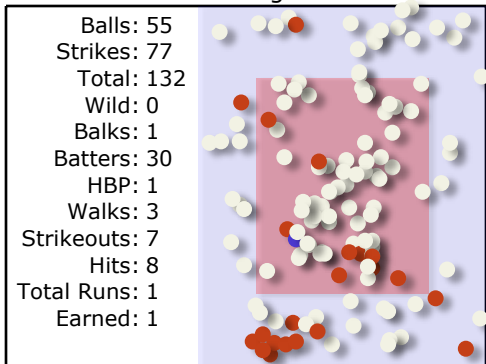 Balls: 55
Strikes: 77
Total: 132
Wild: 0
Balks: 1
Batters: 30
HBP: 1
Walks: 3
Strikeouts: 7
Hits: 8
Total Runs: 1
Earned: 1